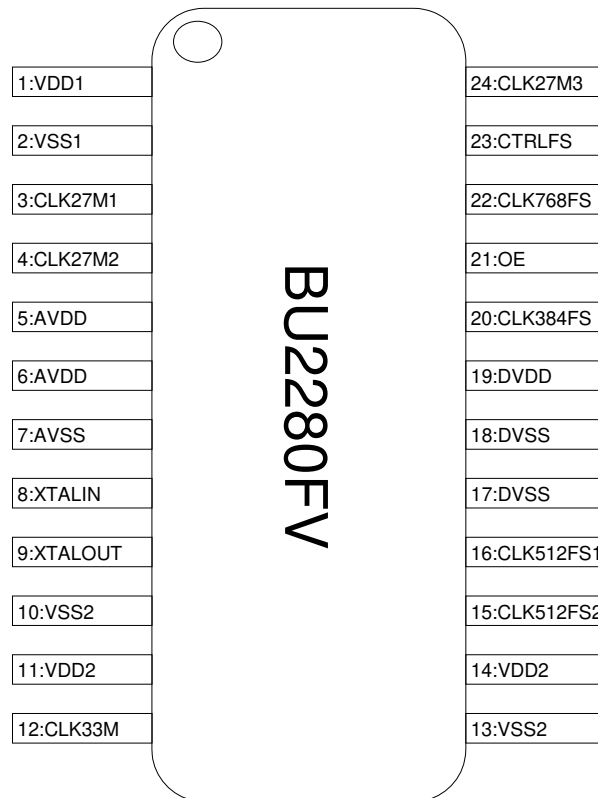 1:VDD1
2:VSS1
3:CLK27M1
4:CLK27M2
5:AVDD
6:AVDD
7:AVSS
8:XTALIN
9:XTALOUT
10:VSS2
11:VDD2
12:CLK33M
BU2280FV
24:CLK27M3
23:CTRLFS
22:CLK768FS
21:OE
20:CLK384FS
19:DVDD
18:DVSS
17:DVSS
16:CLK512FS1
15:CLK512FS2
14:VDD2
13:VSS2